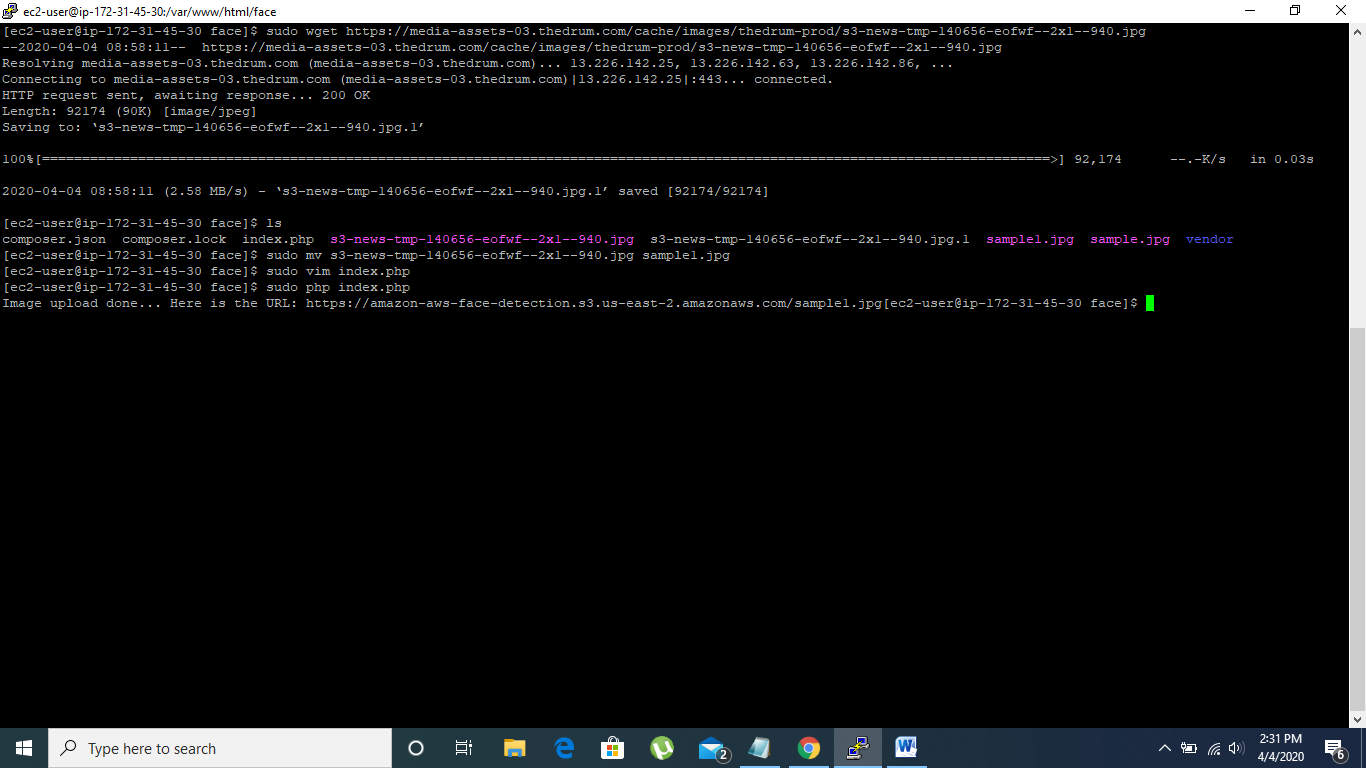 ec2-user@ip-172-31-45-30:/var/www/html/face
[ec2-user@ip-172-31-45-30 face]$ sudo wget https://media-assets-03.thedrum.com/cache/images/thedrum-prod/s3-news-tmp-140656-eofwf--2x1--940.jpg
--2020-04-04 08:58:11--  https://media-assets-03.thedrum.com/cache/images/thedrum-prod/s3-news-tmp-140656-eofwf--2x1--940.jpg
Resolving media-assets-03.thedrum.com (media-assets-03.thedrum.com)... 13.226.142.25, 13.226.142.63, 13.226.142.86, ...
Connecting to media-assets-03.thedrum.com (media-assets-03.thedrum.com)|13.226.142.25|:443... connected.
HTTP request sent, awaiting response... 200 OK
Length: 92174 (90K) [image/jpeg]
Saving to: ‘s3-news-tmp-140656-eofwf--2x1--940.jpg.1’
100%[==============================================================================================================================>] 92,174      --.-K/s   in 0.03s
2020-04-04 08:58:11 (2.58 MB/s) - ‘s3-news-tmp-140656-eofwf--2x1--940.jpg.1’ saved [92174/92174]
[ec2-user@ip-172-31-45-30 face]$ ls
composer.json  composer.lock  index.php  s3-news-tmp-140656-eofwf--2x1--940.jpg  s3-news-tmp-140656-eofwf--2x1--940.jpg.1  sample1.jpg  sample.jpg  vendor
[ec2-user@ip-172-31-45-30 face]$ sudo mv s3-news-tmp-140656-eofwf--2x1--940.jpg sample1.jpg
[ec2-user@ip-172-31-45-30 face]$ sudo vim index.php
[ec2-user@ip-172-31-45-30 face]$ sudo php index.php
Image upload done... Here is the URL: https://amazon-aws-face-detection.s3.us-east-2.amazonaws.com/sample1.jpg[ec2-user@ip-172-31-45-30 face]$
Type here to search
2
2:31 PM
4/4/2020
6